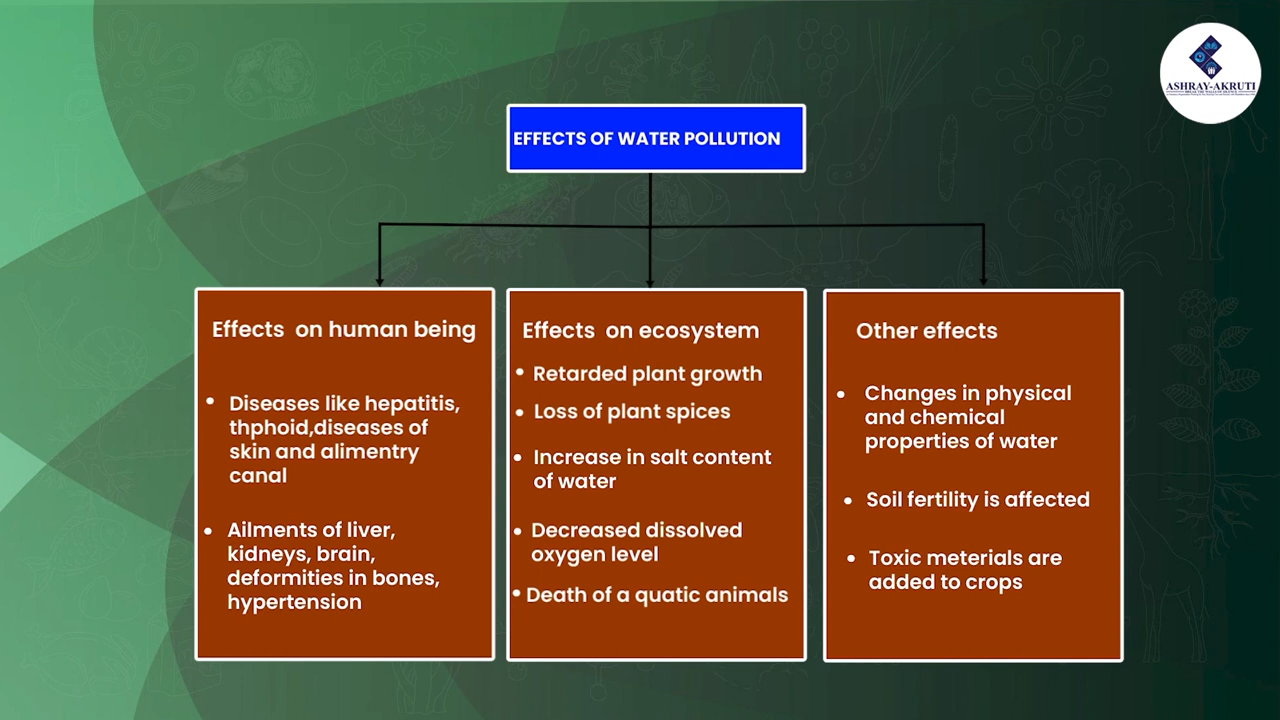 ASHRAY-AKRUTI
EFFECTS OF WATER POLLUTION
Effects on human being
• Diseases like hepatitis,
thphoid,diseases of
skin and alimentry
canal
• Ailments of liver,
kidneys, brain,
deformities in bones,
hypertension
Effects on ecosystem
• Retarded plant growth
• Loss of plant spices
• Increase in salt content
of water
• Decreased dissolved
oxygen level
• Death of a quatic animals
Other effects
• Changes in physical
and chemical
properties of water
• Soil fertility is affected
• Toxic meterials are
added to crops